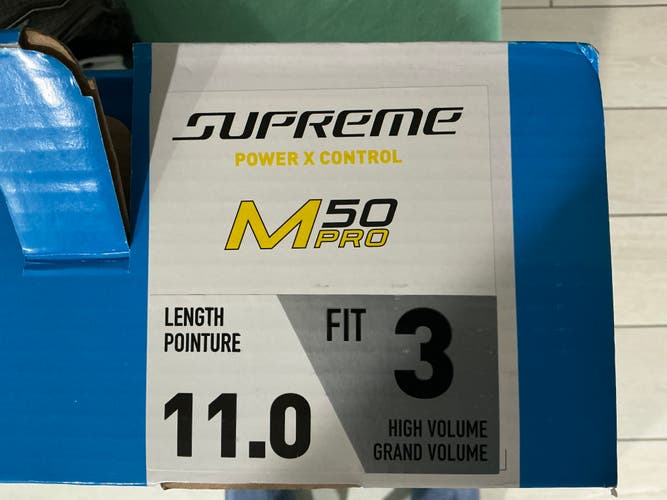 SUPREME
POWER X CONTROL
M50 PRO
LENGTH
POINTURE
11.0
FIT 3
HIGH VOLUME
GRAND VOLUME